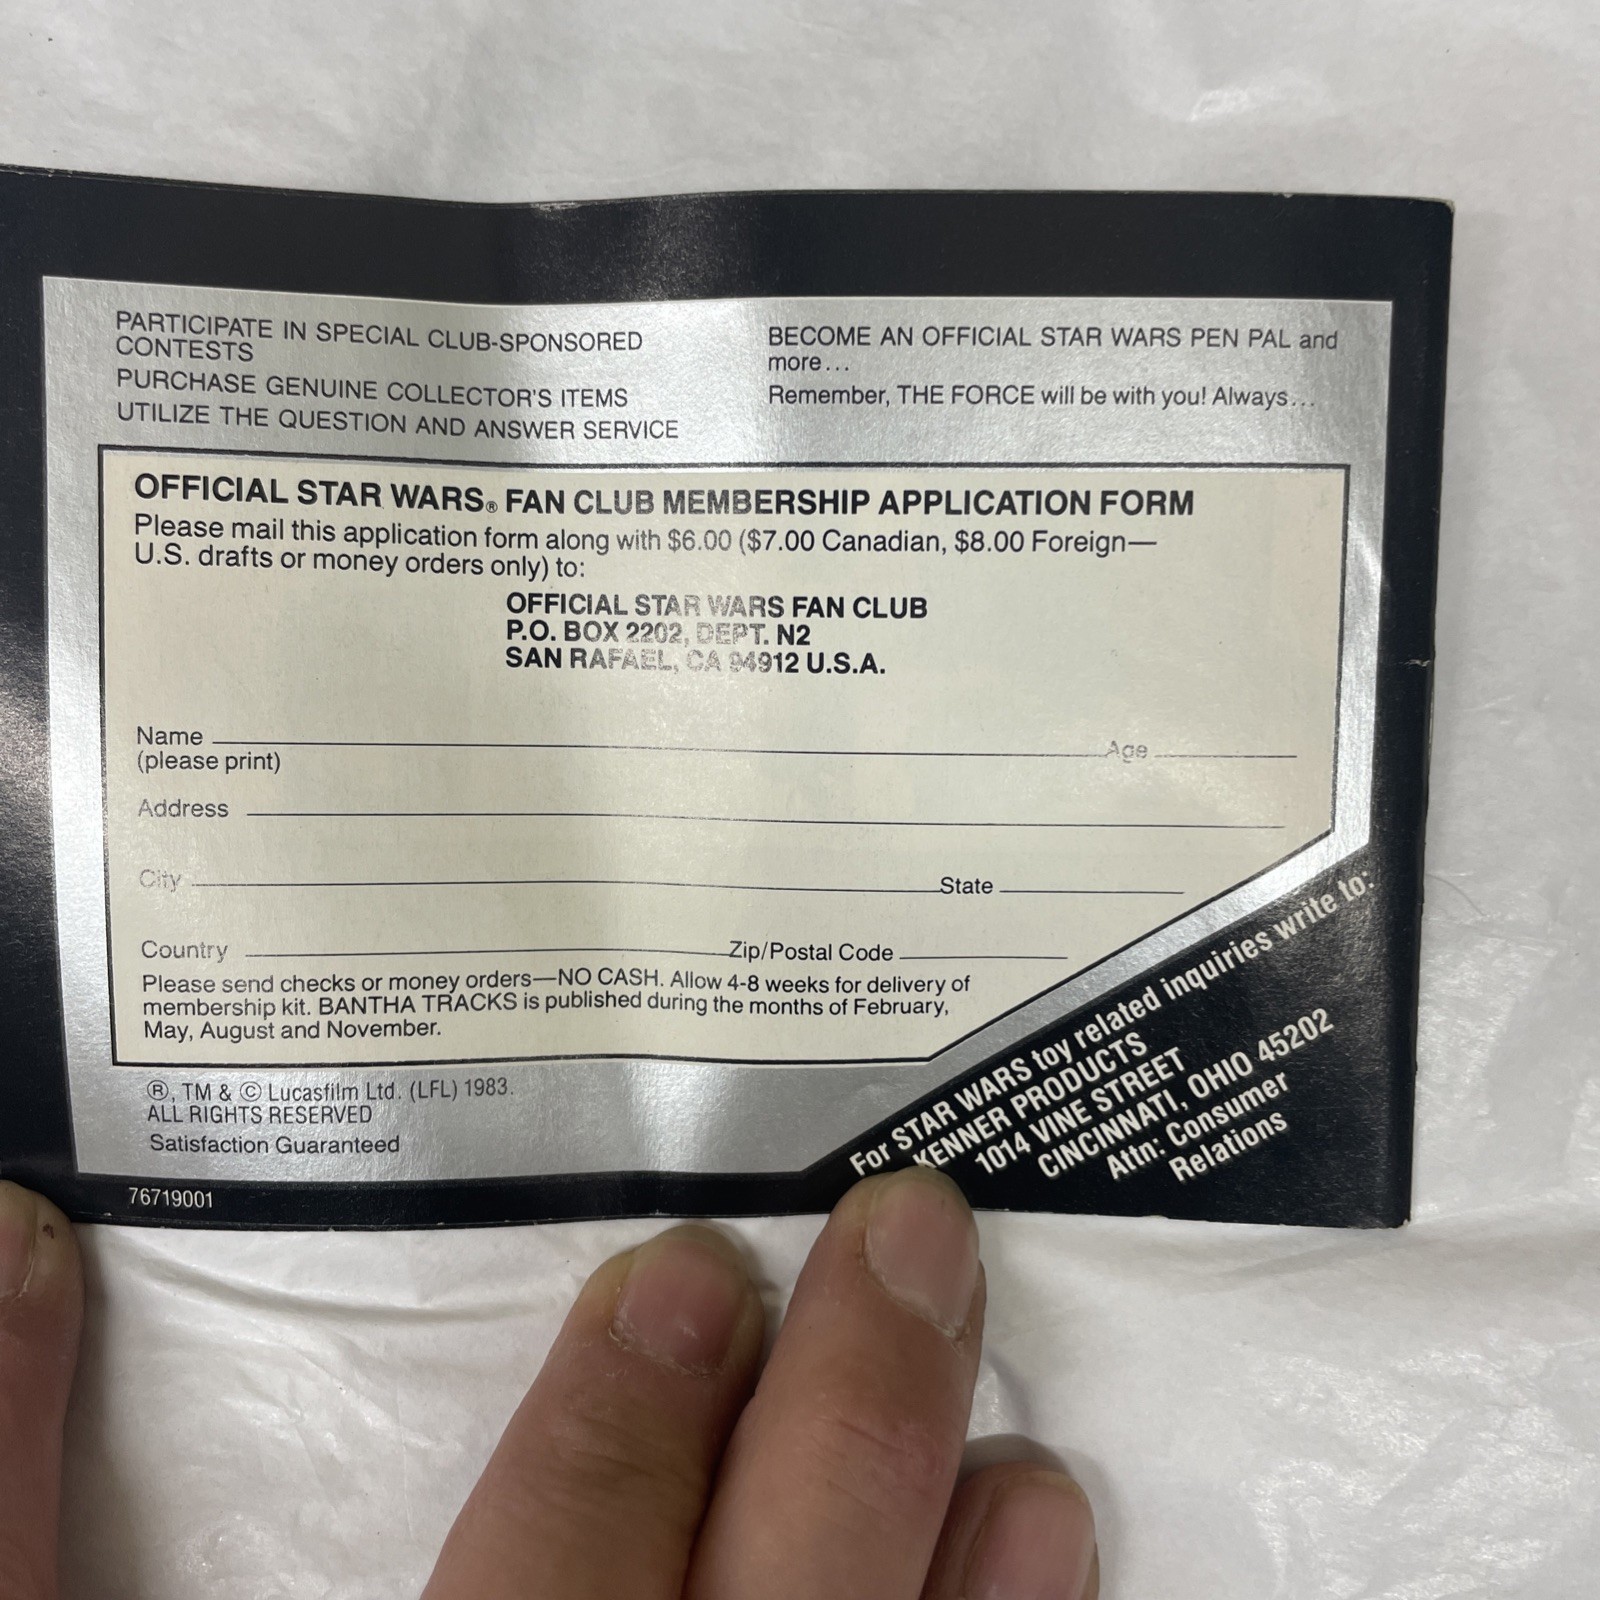 PARTICIPATE IN SPECIAL CLUB-SPONSORED
CONTESTS
PURCHASE GENUINE COLLECTOR'S ITEMS
UTILIZE THE QUESTION AND ANSWER SERVICE
BECOME AN OFFICIAL STAR WARS PEN PAL and
more...
Remember, THE FORCE will be with you! Always...
OFFICIAL STAR WARS® FAN CLUB MEMBERSHIP APPLICATION FORM
Please mail this application form along with $6.00 ($7.00 Canadian, $8.00 Foreign—
U.S. drafts or money orders only) to:
OFFICIAL STAR WARS FAN CLUB
P.O. BOX 2202, DEPT. N2
SAN RAFAEL, CA 94912 U.S.A.
Name Age
(please print)
Address
City State
Country Zip/Postal Code
Please send checks or money orders—NO CASH. Allow 4-8 weeks for delivery of
membership kit. BANTHA TRACKS is published during the months of February,
May, August and November.
®, TM & © Lucasfilm Ltd. (LFL) 1983.
ALL RIGHTS RESERVED
Satisfaction Guaranteed
76719001
For STAR WARS toy related inquiries write to:
KENNER PRODUCTS
1014 VINE STREET
CINCINNATI, OHIO 45202
Attn: Consumer
Relations